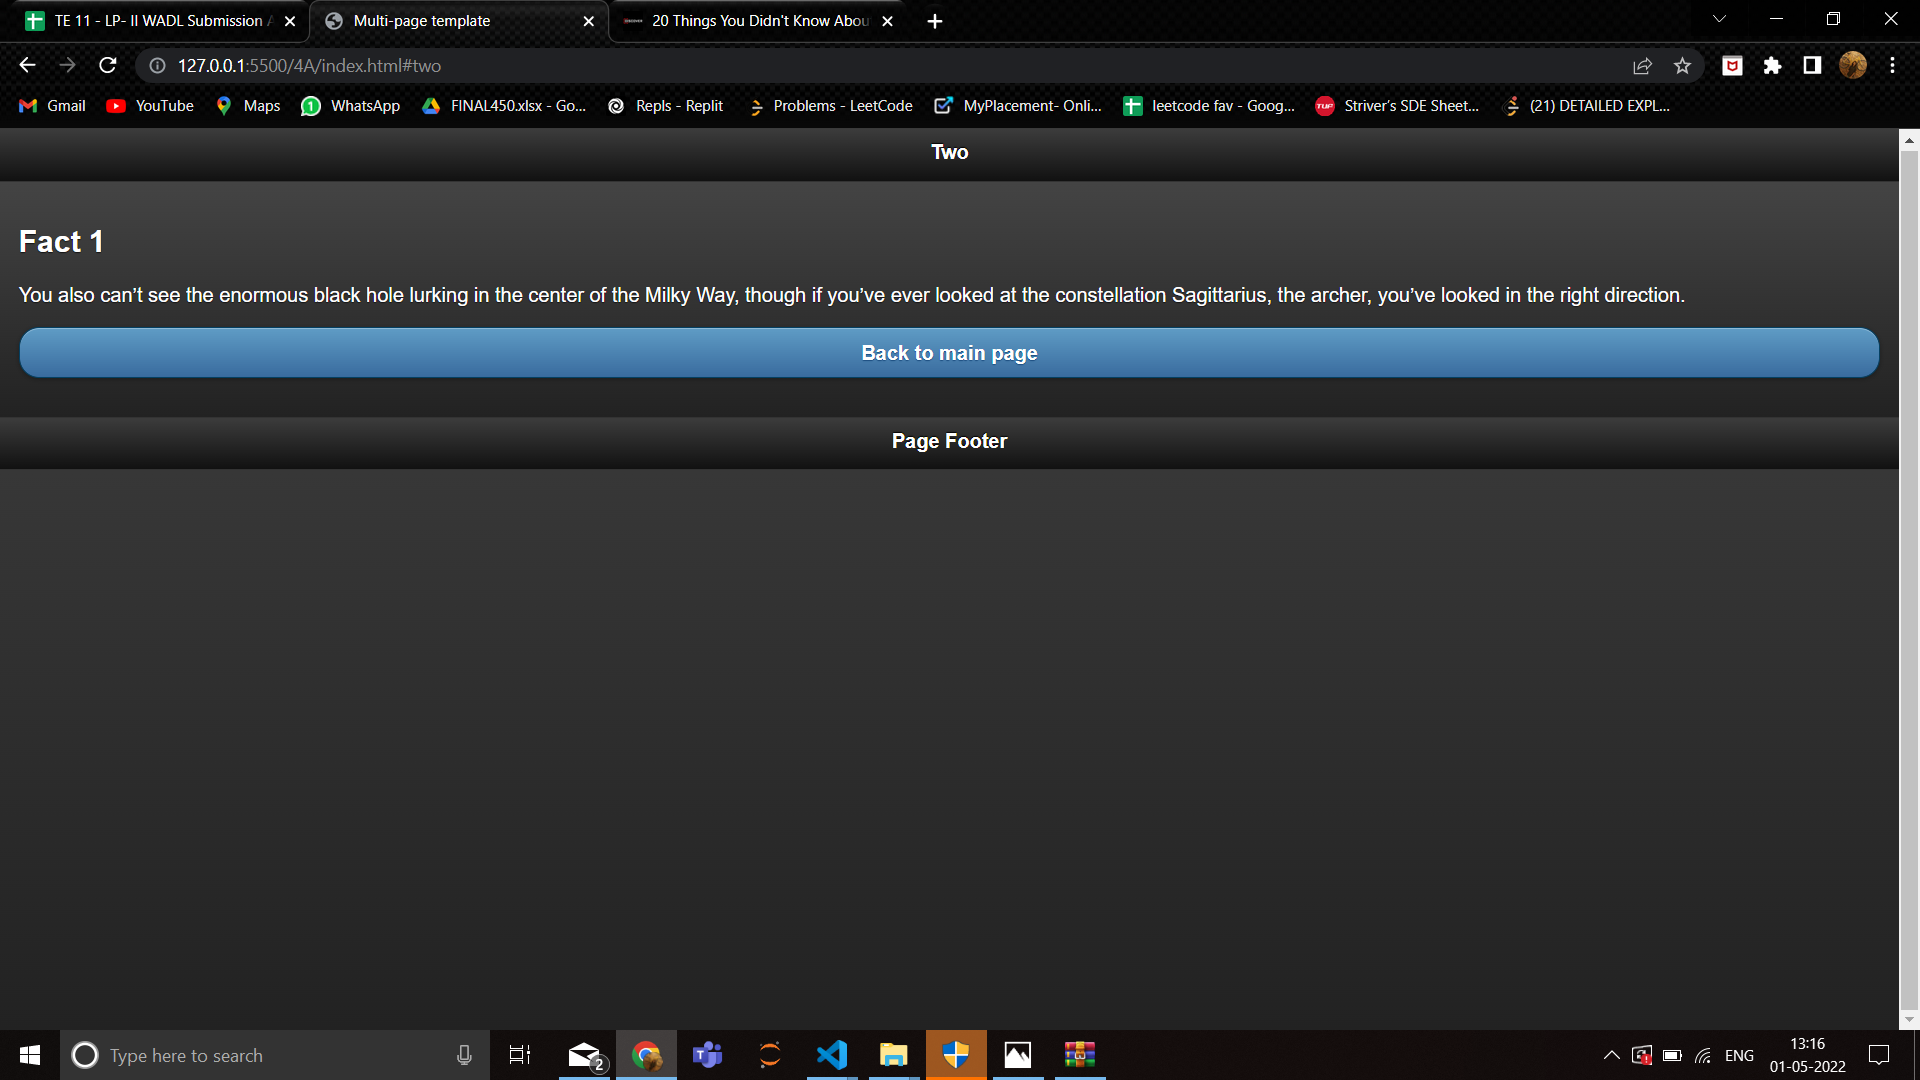 TE 11 - LP- II WADL Submission
Multi-page template
20 Things You Didn't Know Abou
127.0.0.1:5500/4A/index.html#two
Gmail
YouTube
Maps
WhatsApp
FINAL450.xlsx - Go...
Repls - Replit
Problems - LeetCode
MyPlacement- Onli...
leetcode fav - Goog...
TUF
Striver's SDE Sheet...
(21) DETAILED EXPL...
Two
Fact 1
You also can’t see the enormous black hole lurking in the center of the Milky Way, though if you’ve ever looked at the constellation Sagittarius, the archer, you’ve looked in the right direction.
Back to main page
Page Footer
Type here to search
2
ENG
13:16
01-05-2022